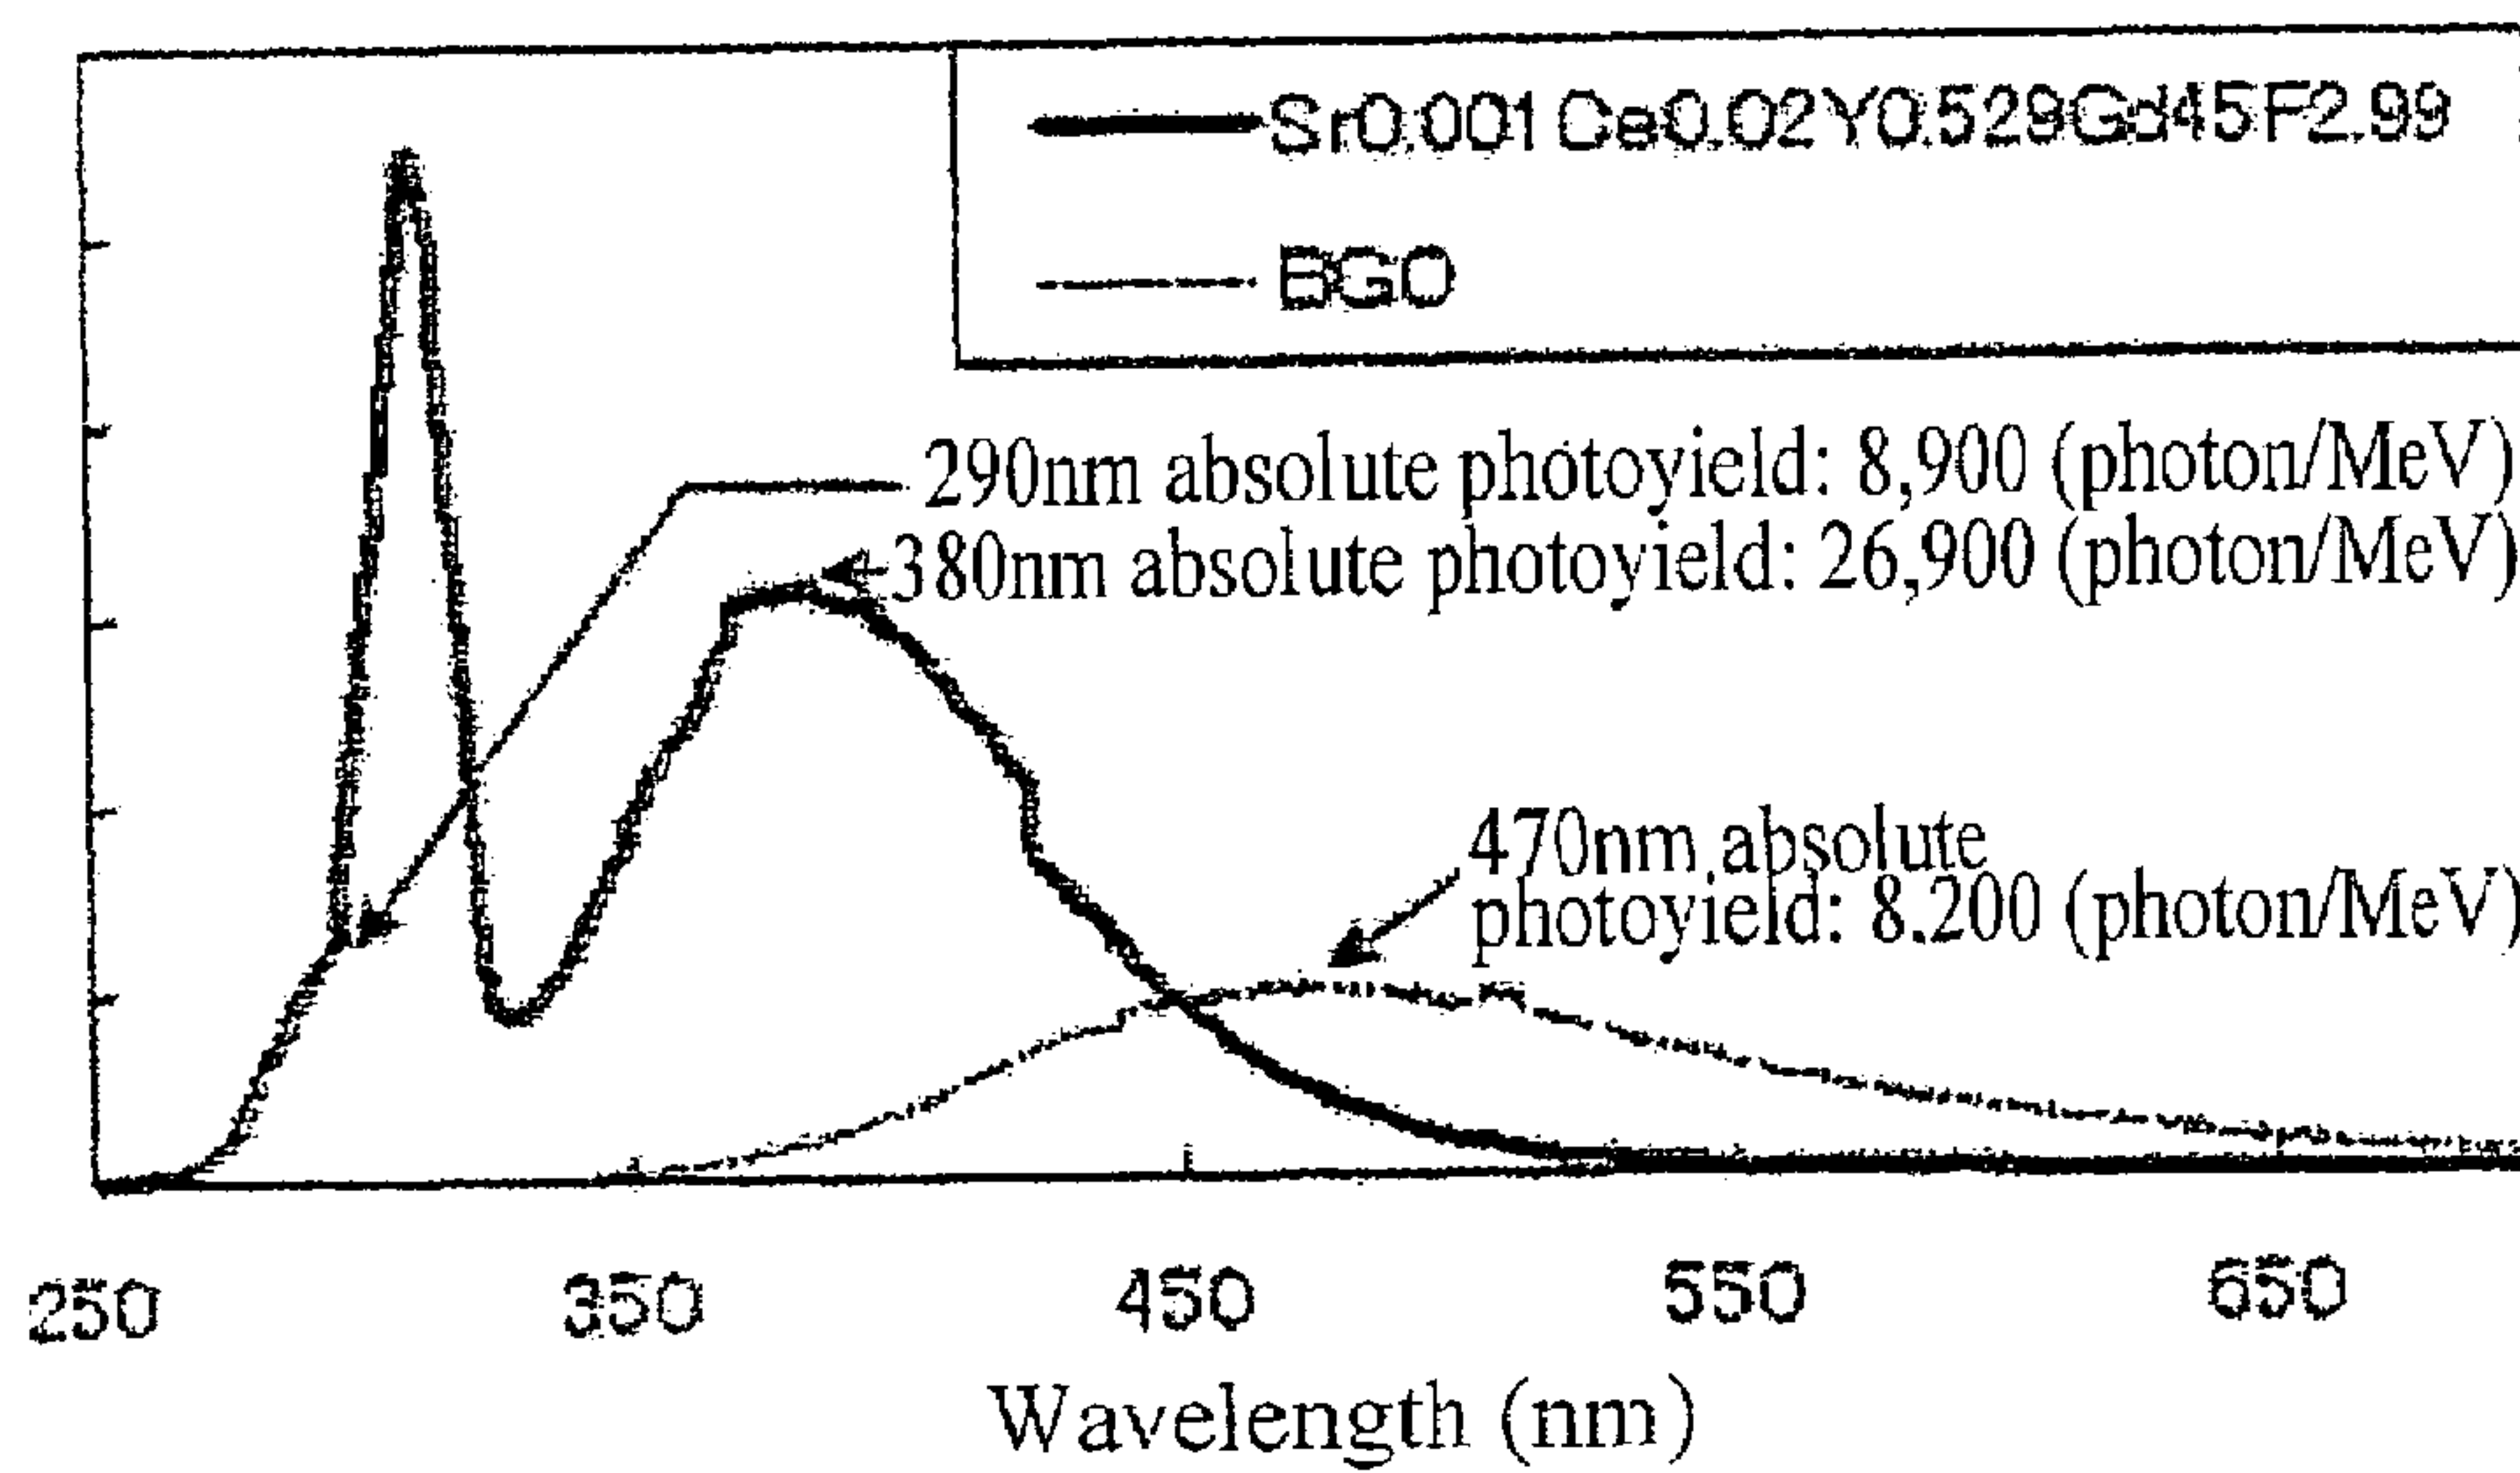 Sr0.001Ce0.02Y0.529Gd45F2.99
BGO
290nm absolute photoyield: 8,900 (photon/MeV)
380nm absolute photoyield: 26,900 (photon/MeV)
470nm absolute
photoyield: 8.200 (photon/MeV)
250 350 450 550 650
Wavelength (nm)